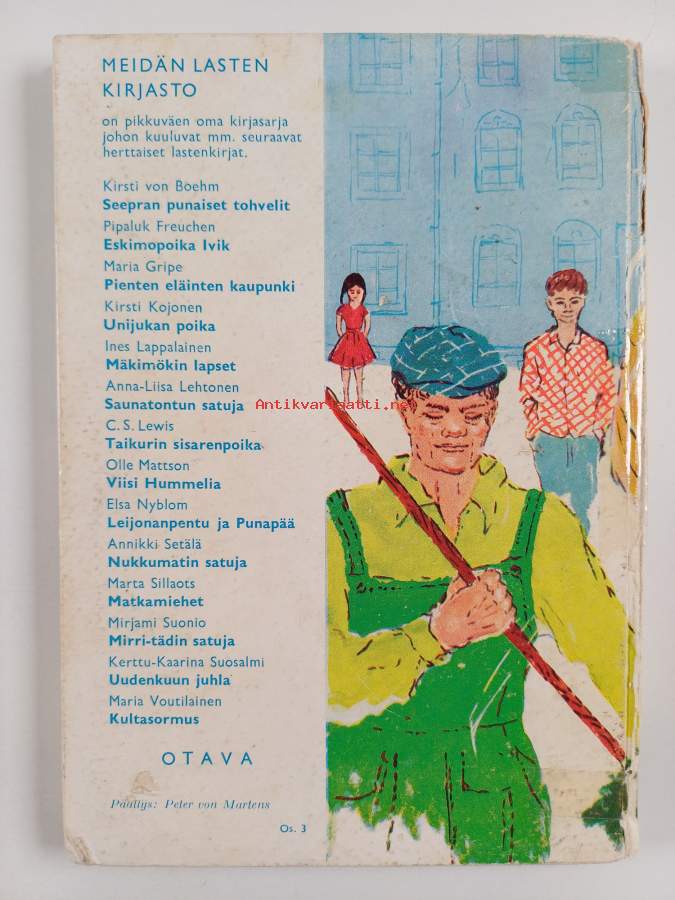 MEIDÄN LASTEN
KIRJASTO
on pikkuväen oma kirjasarja
johon kuuluvat mm. seuraavat
herttaiset lastenkirjat.
Kirsti von Boehm
Seepran punaiset tohvelit
Pipaluk Freuchen
Eskimopoika Ivik
Maria Gripe
Pienten eläinten kaupunki
Kirsti Kojonen
Unijukan poika
Ines Lappalainen
Mäkimökin lapset
Anna-Liisa Lehtonen
Saunatontun satuja
Antikvariaatti.net
C. S. Lewis
Taikurin sisarenpoika
Olle Mattson
Viisi Hummelia
Elsa Nyblom
Leijonanpentu ja Punapää
Annikki Setälä
Nukkumatin satuja
Marta Sillaots
Matkamiehet
Mirjami Suonio
Mirri-tädin satuja
Kerttu-Kaarina Suosalmi
Uudenkuun juhla
Maria Voutilainen
Kultasormus
OTAVA
Päällys: Peter von Martens
Os. 3